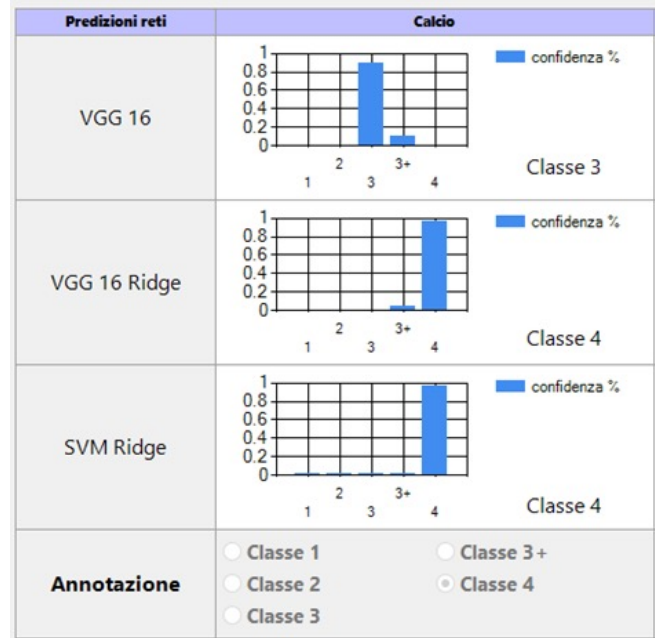 Predizioni reti
Calcio
VGG 16
1
0.8
0.6
0.4
0.2
0
2 3+
1 3 4
confidenza %
Classe 3
VGG 16 Ridge
1
0.8
0.6
0.4
0.2
0
2 3+
1 3 4
confidenza %
Classe 4
SVM Ridge
1
0.8
0.6
0.4
0.2
0
2 3+
1 3 4
confidenza %
Classe 4
Annotazione
Classe 1 Classe 3+
Classe 2 Classe 4
Classe 3